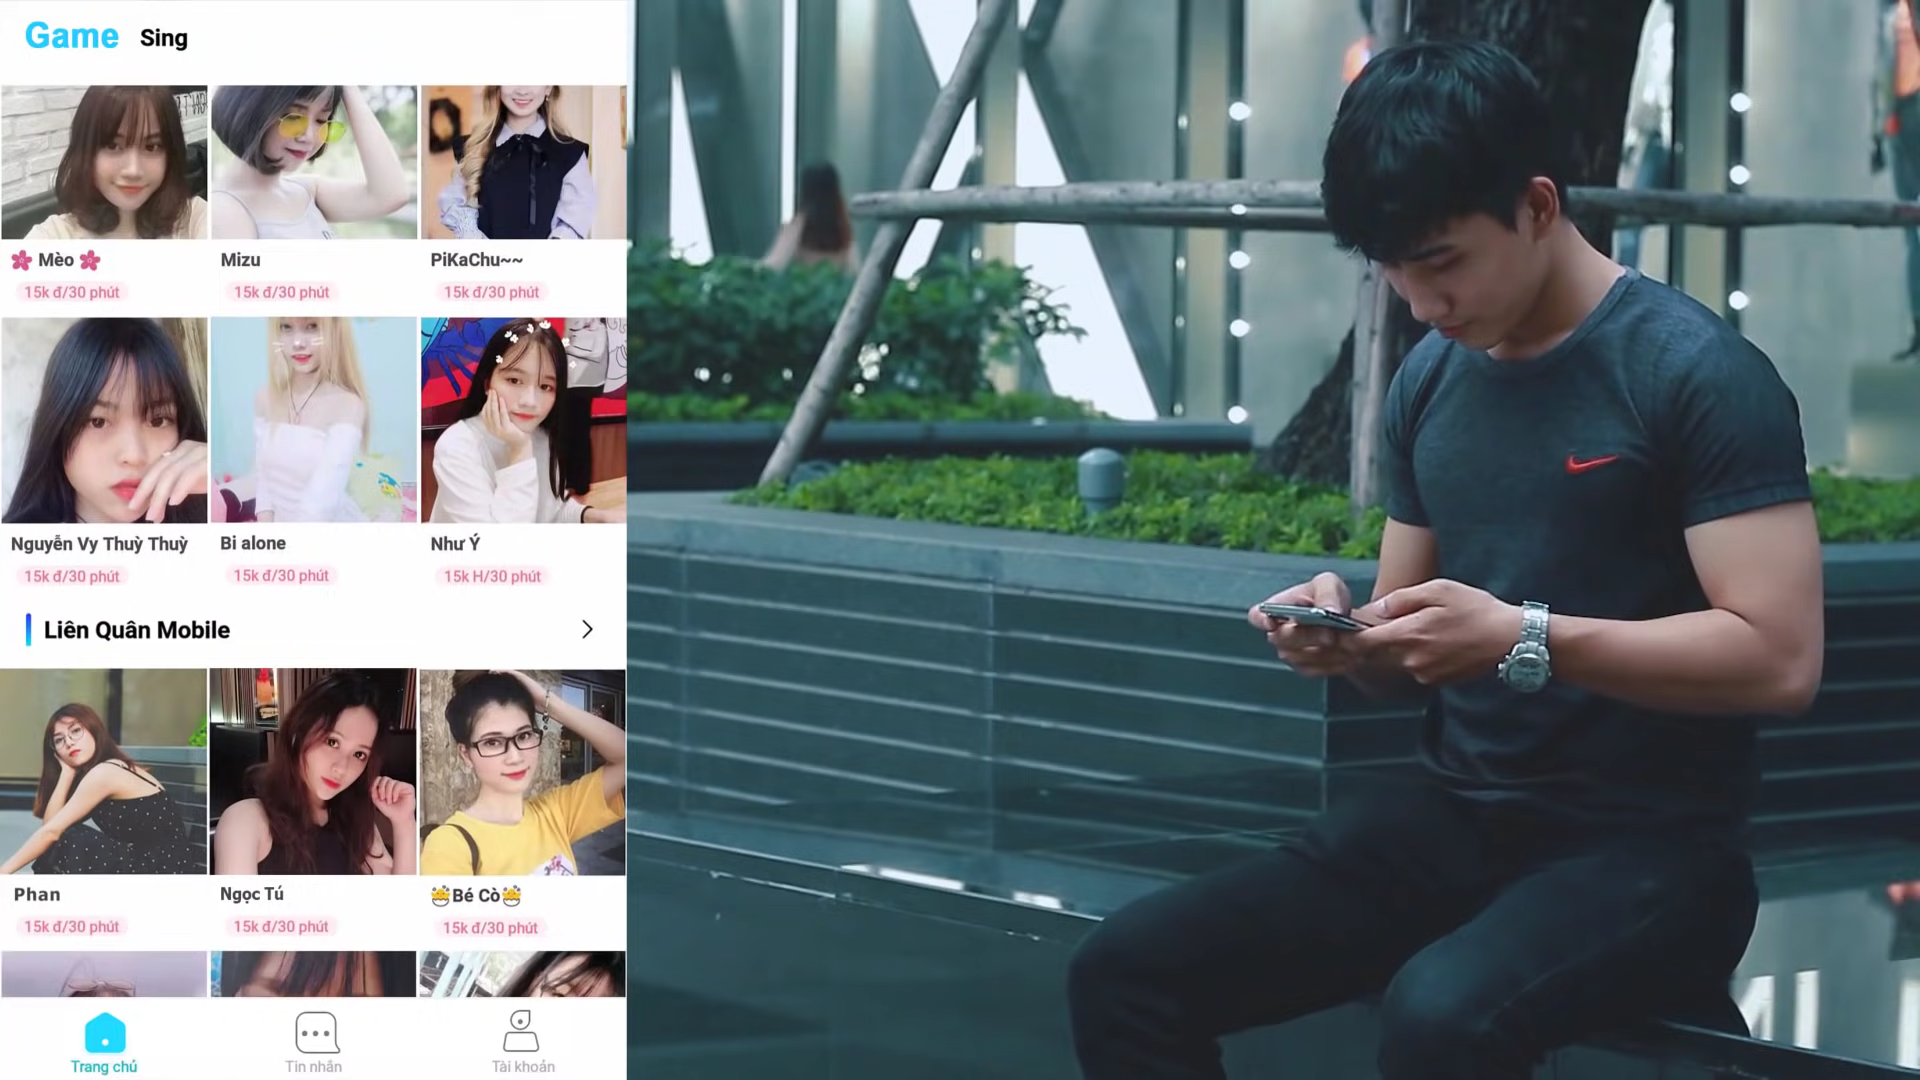 Game Sing
Mèo
Mizu
PiKaChu~~
15k đ/30 phút
15k đ/30 phút
15k đ/30 phút
Nguyễn Vy Thuỳ Thuỳ
Bi alone
Như Ý
15k đ/30 phút
15k đ/30 phút
15k H/30 phút
Liên Quân Mobile
Phan
Ngọc Tú
Bé Cò
15k đ/30 phút
15k đ/30 phút
15k đ/30 phút
Trang chủ
Tin nhắn
Tài khoản